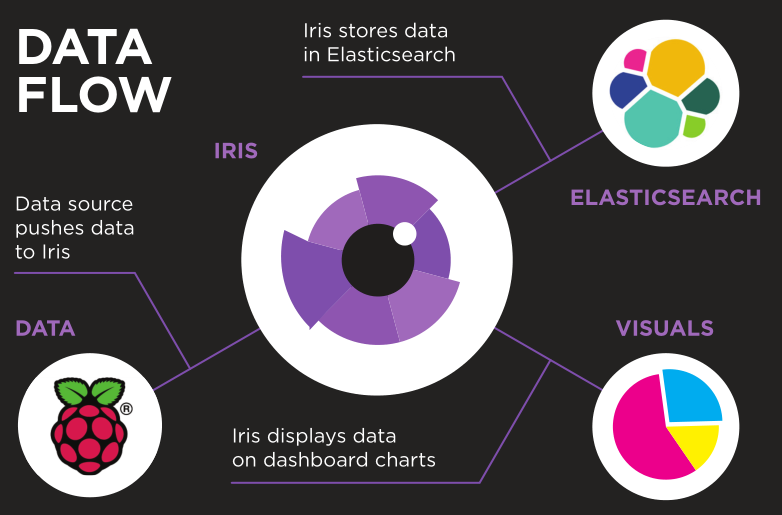 DATA
FLOW
Iris stores data
in Elasticsearch
IRIS
ELASTICSEARCH
Data source
pushes data
to Iris
DATA
®
VISUALS
Iris displays data
on dashboard charts